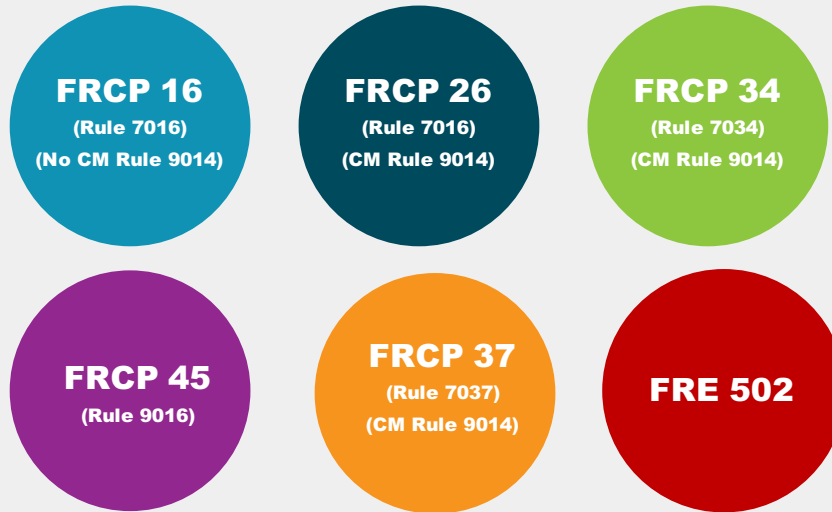 FRCP 16
(Rule 7016)
(No CM Rule 9014)
FRCP 26
(Rule 7016)
(CM Rule 9014)
FRCP 34
(Rule 7034)
(CM Rule 9014)
FRCP 45
(Rule 9016)
FRCP 37
(Rule 7037)
(CM Rule 9014)
FRE 502